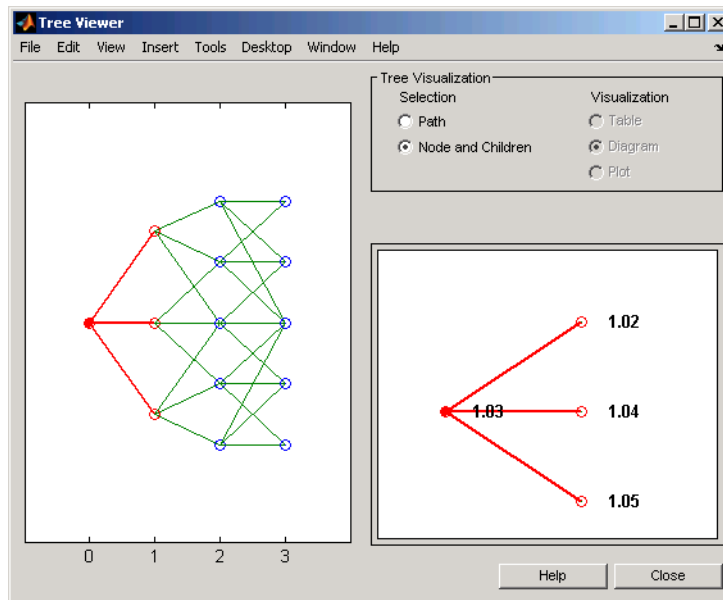 Tree Viewer
File Edit View Insert Tools Desktop Window Help
Tree Visualization
Selection
Visualization
Path
Table
Node and Children
Diagram
Plot
1.02
1.03
1.04
1.05
0 1 2 3
Help
Close